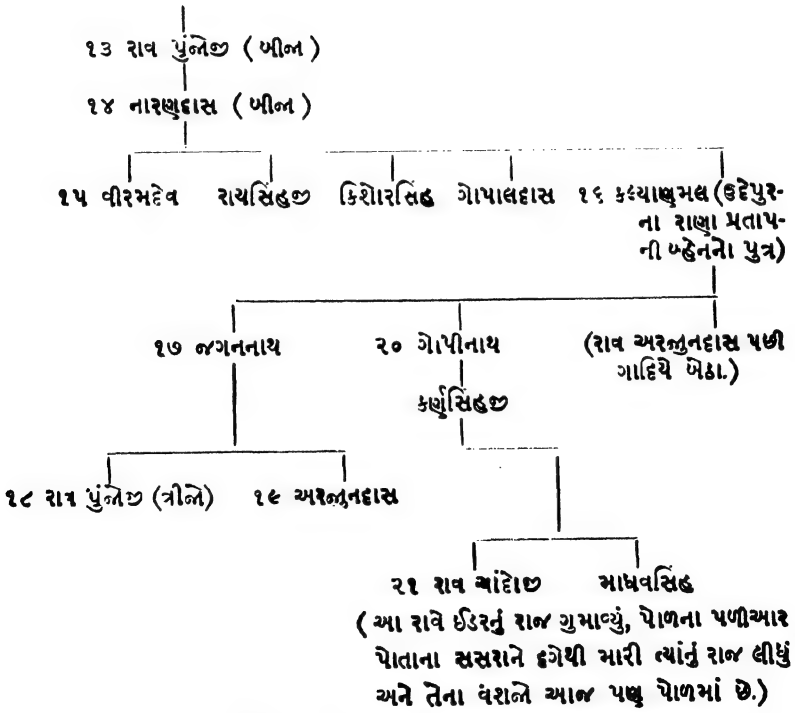 ૧૩ રાવ પુંજોજી ( બીજા )
૧૪ નારણદાસ ( બીજા )
૧૫ વીરમદેવ રાયસિંહજી કિશોરસિંહ ગોપાલદાસ ૧૬ કલ્યાણમલ (ઉદેપુર-
ના રાણા પ્રતાપ-
ની બ્હેનનો પુત્ર)
૧૭ જગનનાથ ૨૦ ગોપીનાથ (રાવ અરજીનદાસ પછી
ગાદિયે બેઠા.)
કર્ણસિંહજી
૧૮ રાવ પુંજોજી (ત્રીજો) ૧૯ અરજીનદાસ
૨૧ રાવ ચાંદોજી માધવસિંહ
( આ રાવે ઈડરનું રાજ ગુમાવ્યું, પોળના પળીઆર
પોતાના સસરાને દગેથી મારી ત્યાંનું રાજ લીધું
અને તેના વંશજો આજ પણ પોળમાં છે.)